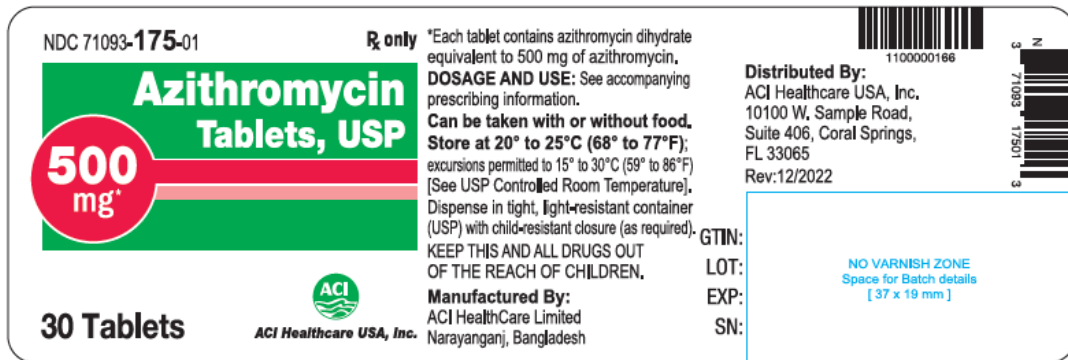 NDC 71093-175-01
℞ only
Azithromycin
Tablets, USP
500
mg*
30 Tablets
ACI
ACI Healthcare USA, Inc.
*Each tablet contains azithromycin dihydrate
equivalent to 500 mg of azithromycin.
DOSAGE AND USE: See accompanying
prescribing information.
Can be taken with or without food.
Store at 20° to 25°C (68° to 77°F);
excursions permitted to 15° to 30°C (59° to 86°F)
[See USP Controlled Room Temperature].
Dispense in tight, light-resistant container
(USP) with child-resistant closure (as required).
KEEP THIS AND ALL DRUGS OUT
OF THE REACH OF CHILDREN.
Manufactured By:
ACI HealthCare Limited
Narayanganj, Bangladesh
1100000166
Distributed By:
ACI Healthcare USA, Inc.
10100 W. Sample Road,
Suite 406, Coral Springs,
FL 33065
Rev:12/2022
N
3 71093 17501 3
GTIN:
LOT:
EXP:
SN:
NO VARNISH ZONE
Space for Batch details
[ 37 x 19 mm ]